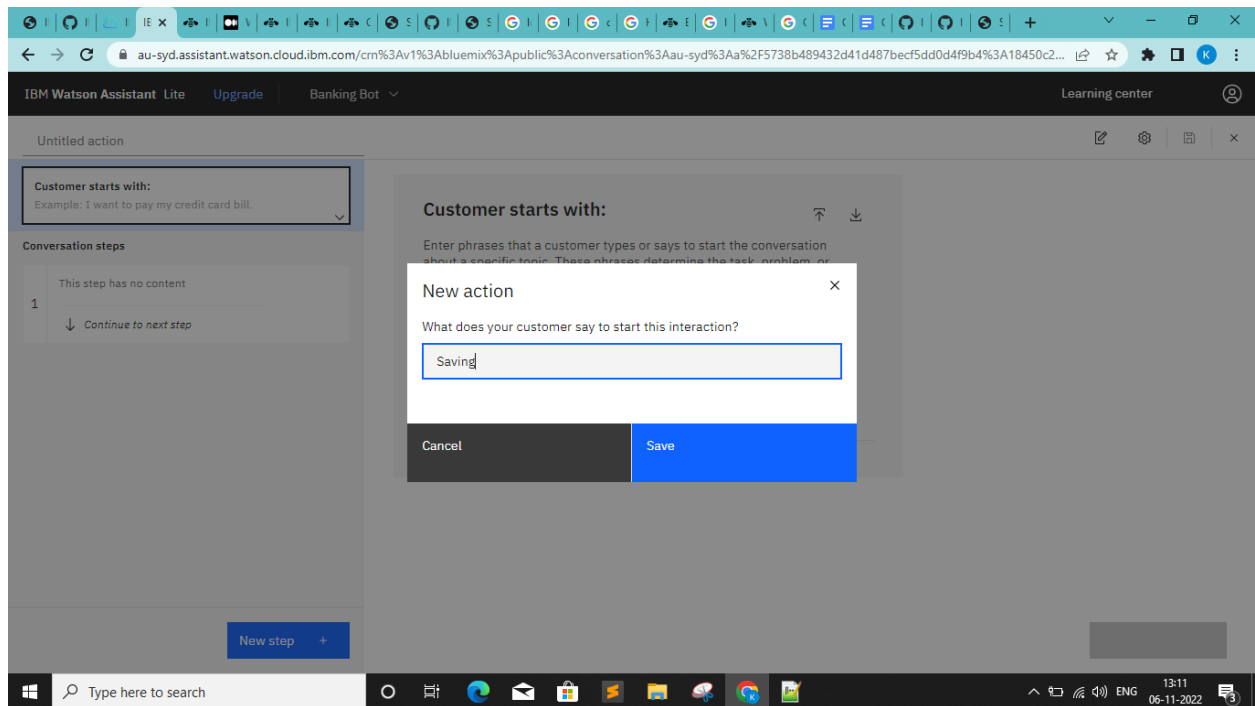 au-syd.assistant.watson.cloud.ibm.com/crn%3Av1%3Abluemix%3Apublic%3Aconversation%3Aau-syd%3Aa%2F5738b489432d41d487becf5dd0d4f9b4%3A18450c2...
K
IBM Watson Assistant Lite Upgrade Banking Bot Learning center
Untitled action
Customer starts with:
Example: I want to pay my credit card bill.
Conversation steps
1
This step has no content
Continue to next step
New step +
Customer starts with:
Enter phrases that a customer types or says to start the conversation
about a specific topic. These phrases determine the task, problem, or
New action
What does your customer say to start this interaction?
Saving
Cancel Save
Type here to search
ENG
13:11
06-11-2022
3